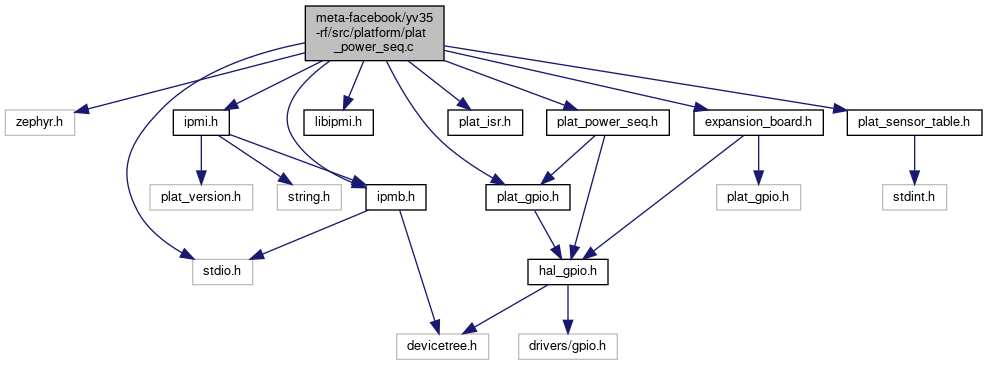 meta-facebook/yv35
-rf/src/platform/plat
_power_seq.c
zephyr.h
ipmi.h
libipmi.h
plat_isr.h
plat_power_seq.h
expansion_board.h
plat_sensor_table.h
plat_version.h
string.h
ipmb.h
plat_gpio.h
plat_gpio.h
stdint.h
stdio.h
hal_gpio.h
devicetree.h
drivers/gpio.h